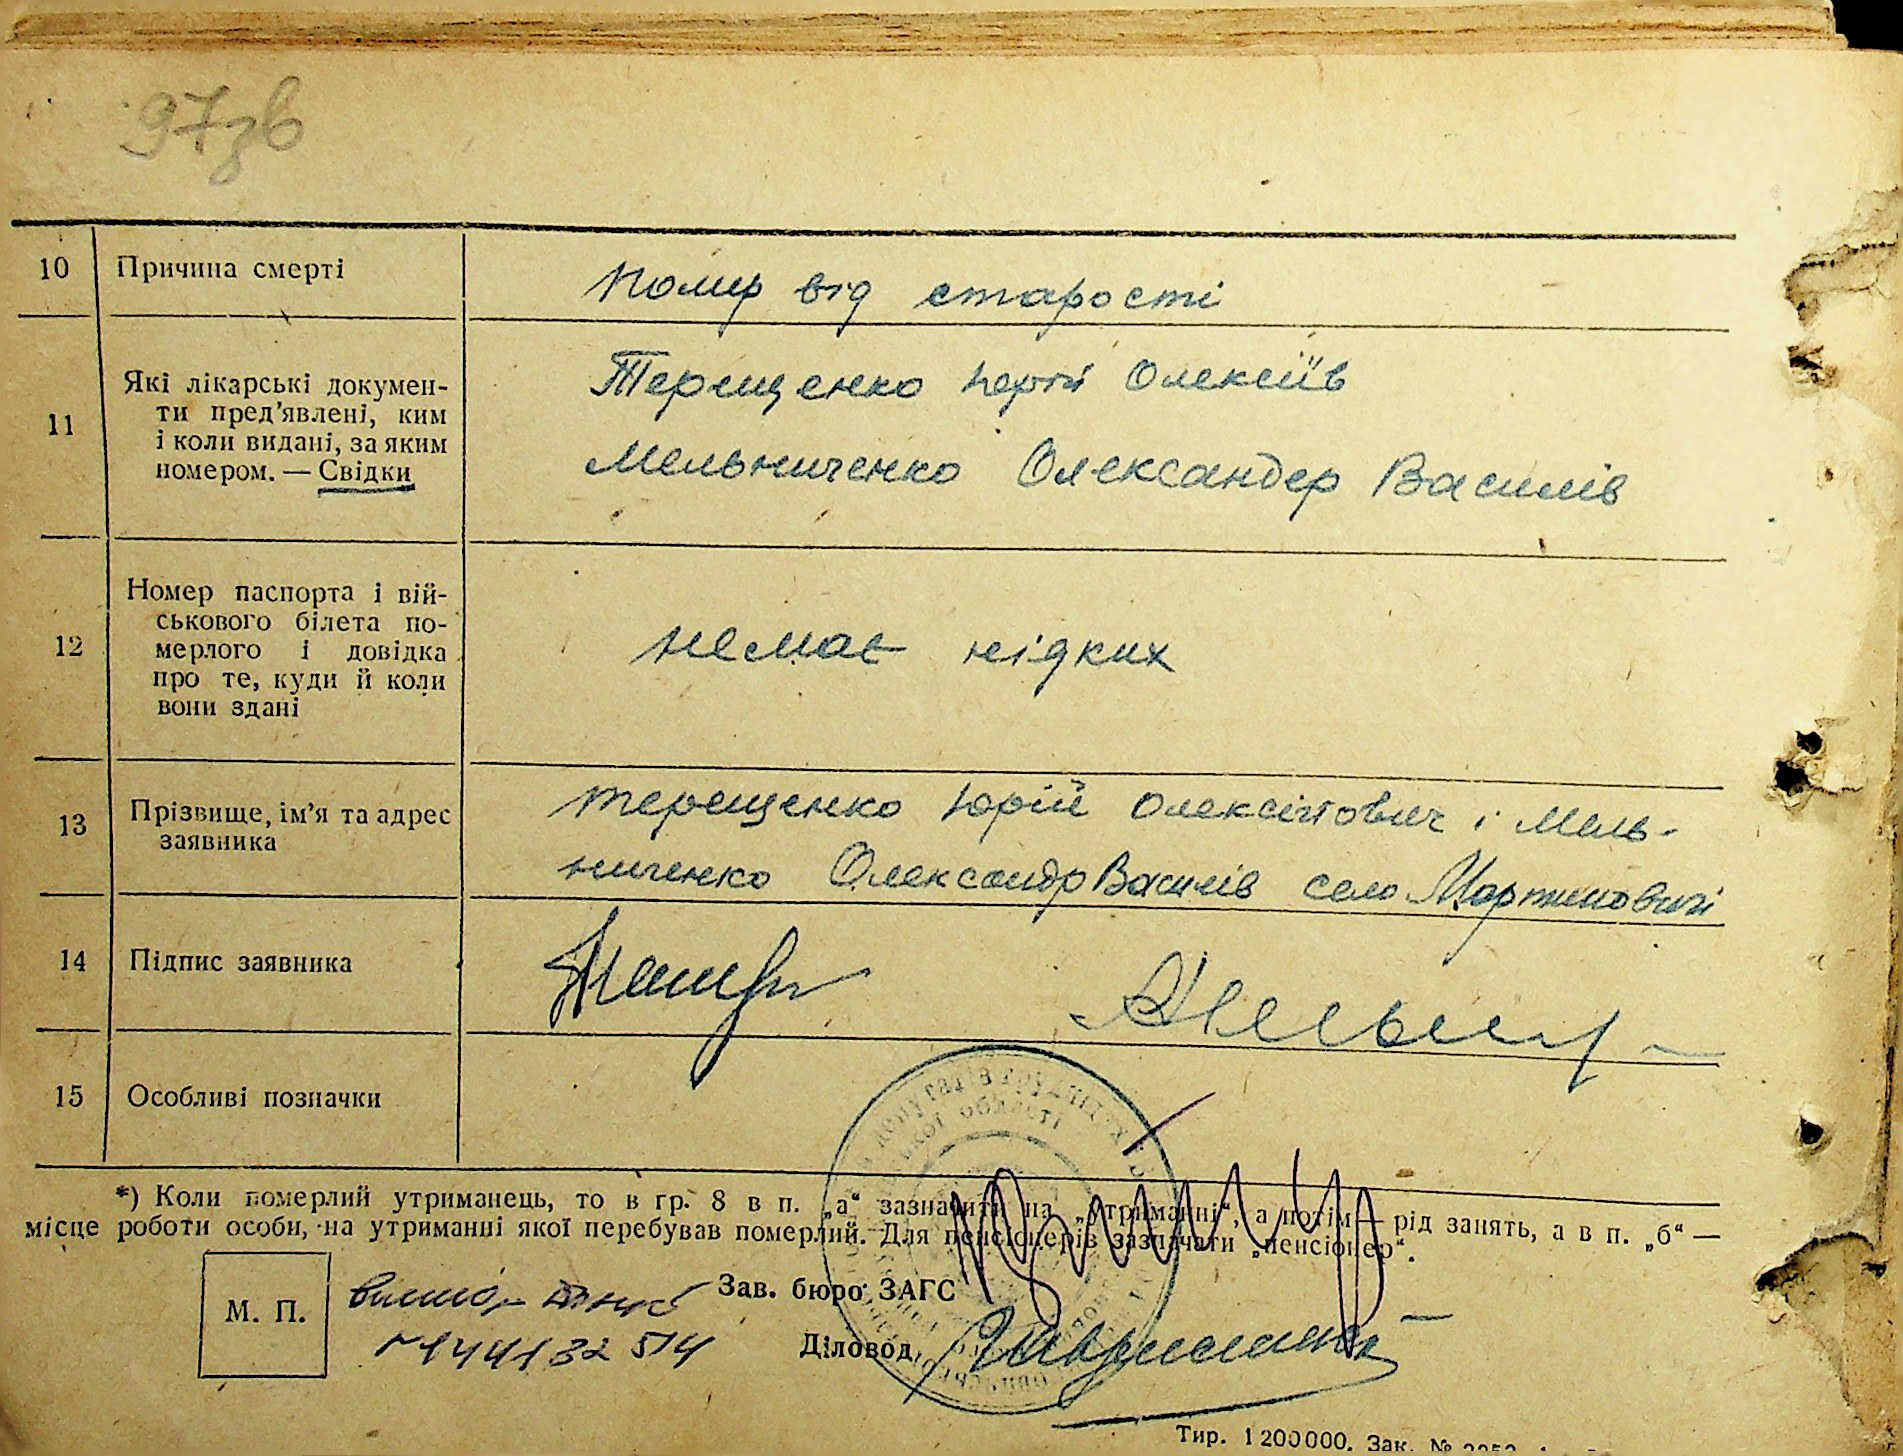 97зв
10 Причина смерті Помер від старості
11 Які лікарські докумен-
ти пред’явлені, ким
і коли видані, за яким
номером. — Свідки
Терещенко Юрій Олексіїв
Мельниченко Олександер Василів
12 Номер паспорта і вій-
ськового білета по-
мерлого і довідка
про те, куди й коли
вони здані
немає ніяких
13 Прізвище, ім’я та адрес
заявника
Терещенко Юрій Олексійович і Мель-
ниченко Олександр Василів село Мартиновичі
14 Підпис заявника
15 Особливі позначки
*) Коли померлий утриманець, то в гр. 8 в п. „а“ зазначити на „утриманні“, а потім — рід занять, а в п. „б“ —
місце роботи особи, на утриманні якої перебував померлий. Для пенсіонерів зазначати „пенсіонер“.
М. П.
Зав. бюро ЗАГС
Діловод
області
Тир. 1200000. Зак. №